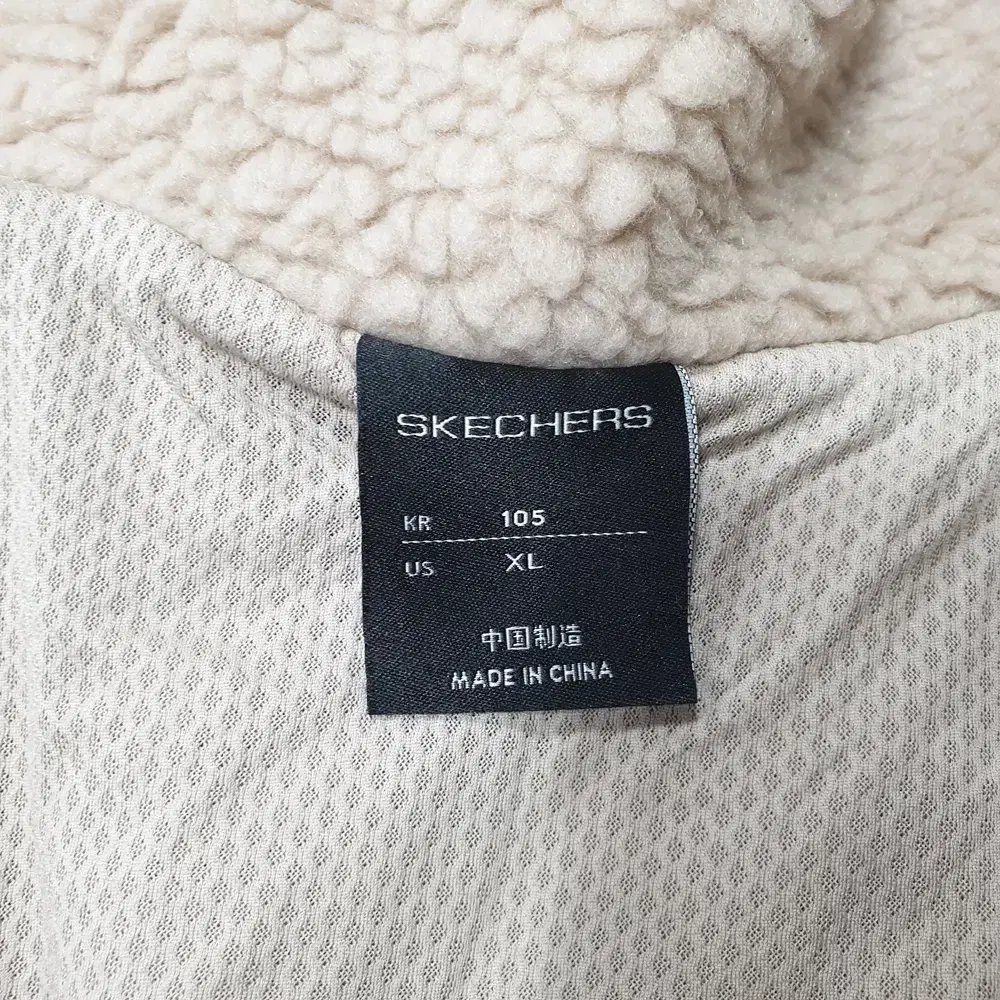 SKECHERS
KR 105
US XL
中国制造
MADE IN CHINA